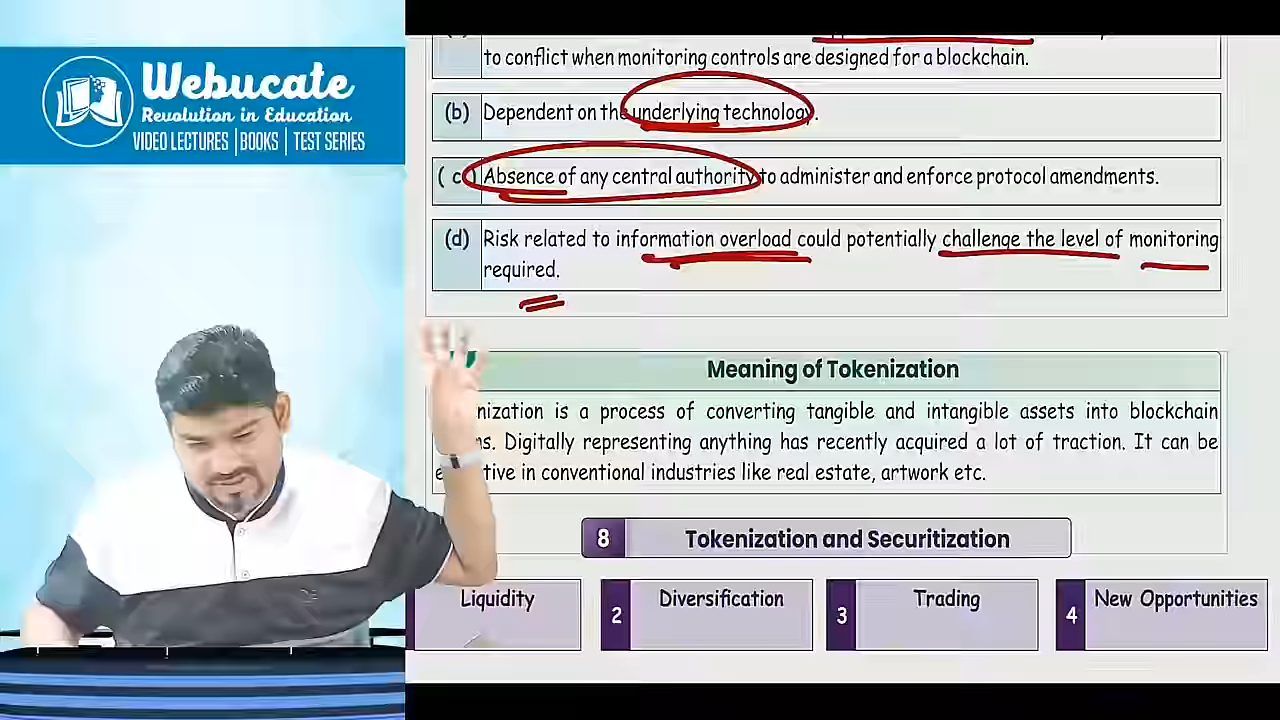 Webucate
Revolution in Education
VIDEO LECTURES | BOOKS | TEST SERIES
to conflict when monitoring controls are designed for a blockchain.
(b) Dependent on the underlying technology.
(c) Absence of any central authority to administer and enforce protocol amendments.
(d) Risk related to information overload could potentially challenge the level of monitoring
required.
Meaning of Tokenization
is a process of converting tangible and intangible assets into blockchain
Digitally representing anything has recently acquired a lot of traction. It can be
in conventional industries like real estate, artwork etc.
8 Tokenization and Securitization
Liquidity
2 Diversification
3 Trading
4 New Opportunities